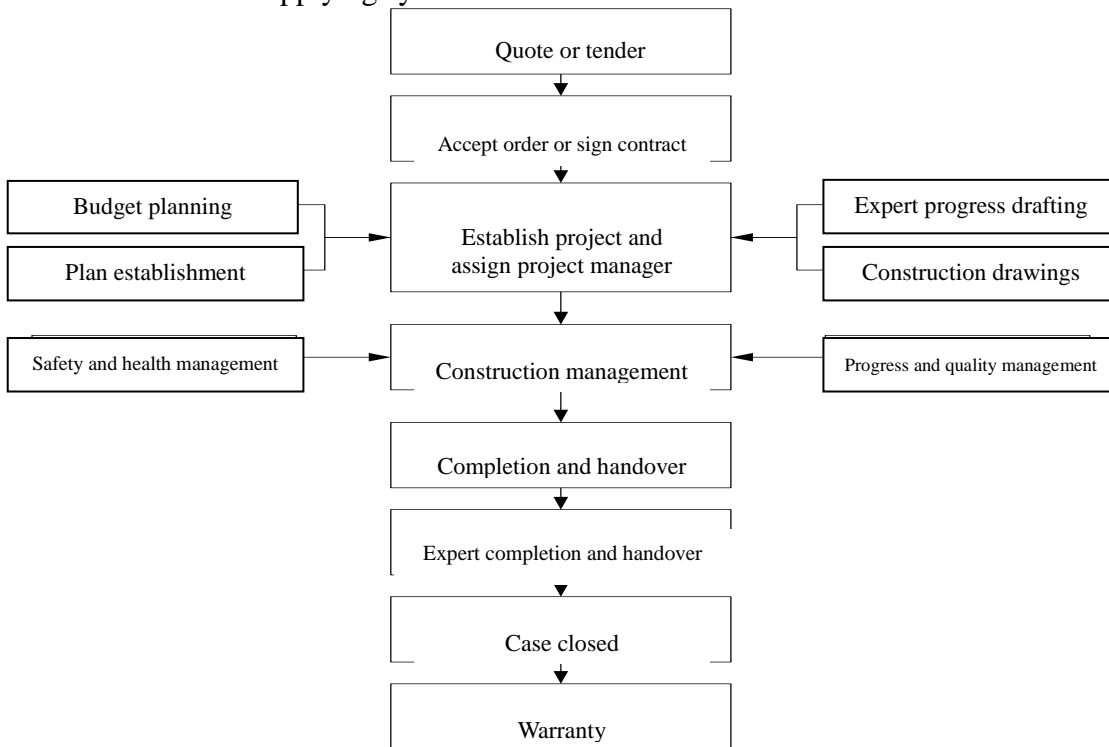 Quote or tender
Accept order or sign contract
Budget planning
Expert progress drafting
Establish project and
assign project manager
Plan establishment
Construction drawings
Safety and health management
Construction management
Progress and quality management
Completion and handover
Expert completion and handover
Case closed
Warranty